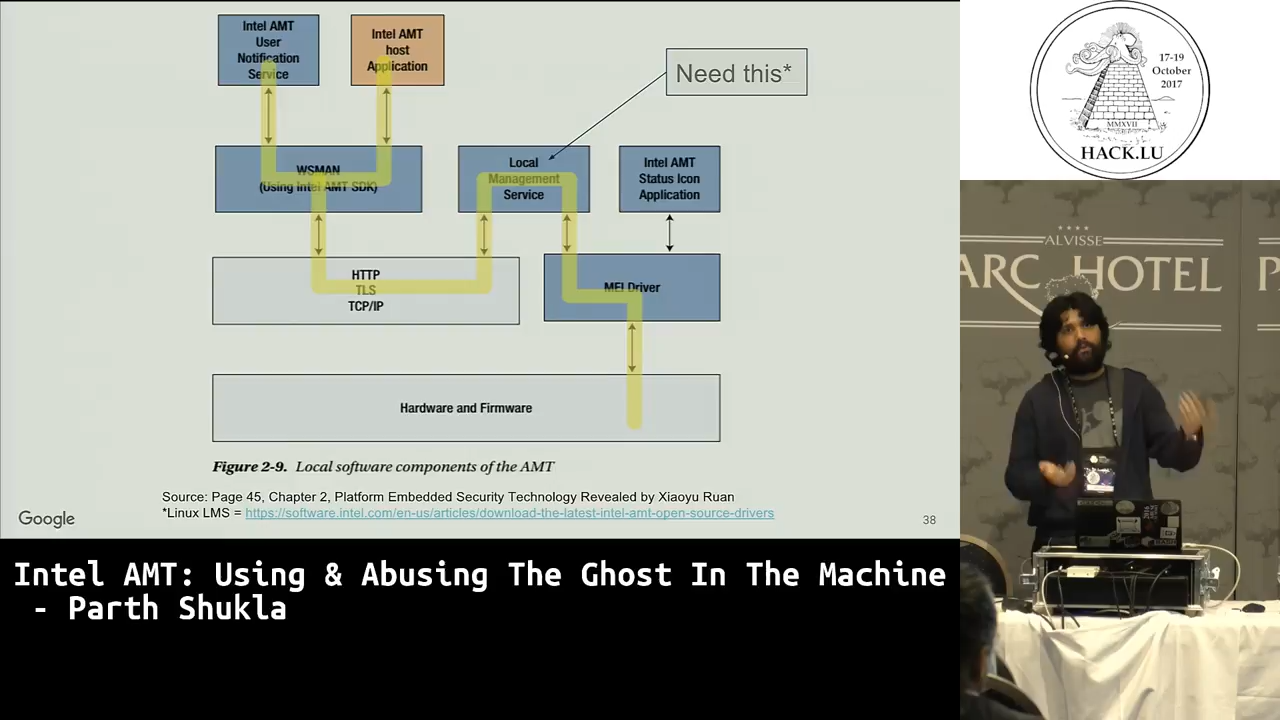 Intel AMT
User
Notification
Service
Intel AMT
host
Application
Need this*
WSMAN
(Using Intel AMT SDK)
Local
Management
Service
Intel AMT
Status Icon
Application
HTTP
TLS
TCP/IP
MEI Driver
Hardware and Firmware
Figure 2-9. Local software components of the AMT
Source: Page 45, Chapter 2, Platform Embedded Security Technology Revealed by Xiaoyu Ruan
*Linux LMS = https://software.intel.com/en-us/articles/download-the-latest-intel-amt-open-source-drivers
Google
38
Intel AMT: Using & Abusing The Ghost In The Machine
- Parth Shukla
17-19
October
2017
MMXVII
HACK.LU
ALVISSE
ARC HOTEL
P